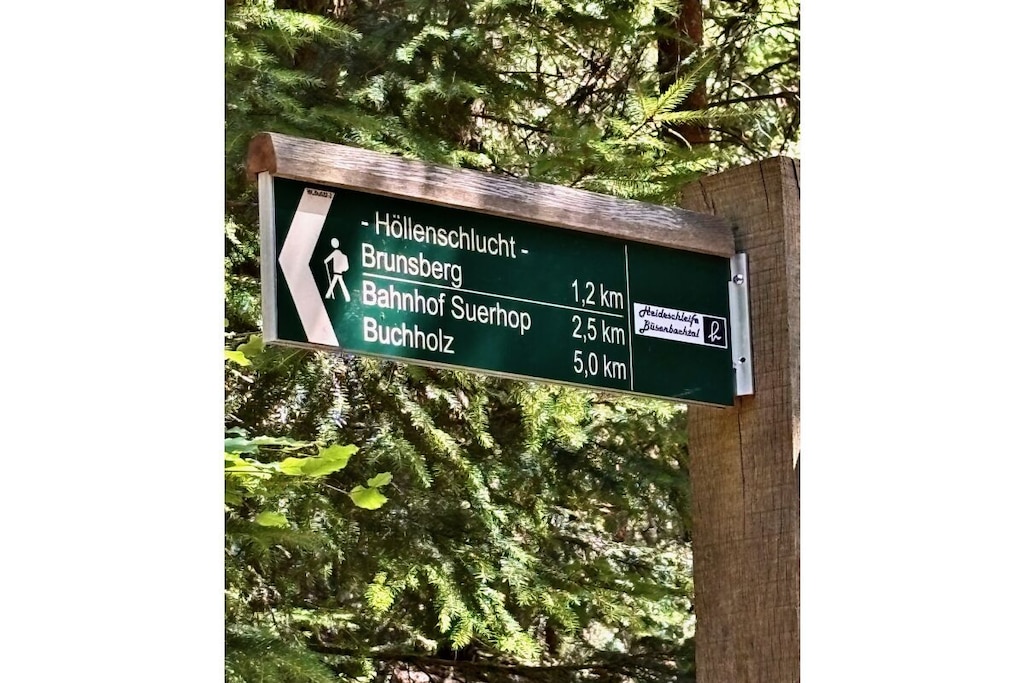 - Höllenschlucht -
Brunsberg 1,2 km
Bahnhof Suerhop 2,5 km
Buchholz 5,0 km
Heideschleife
Büsenbachtal
h